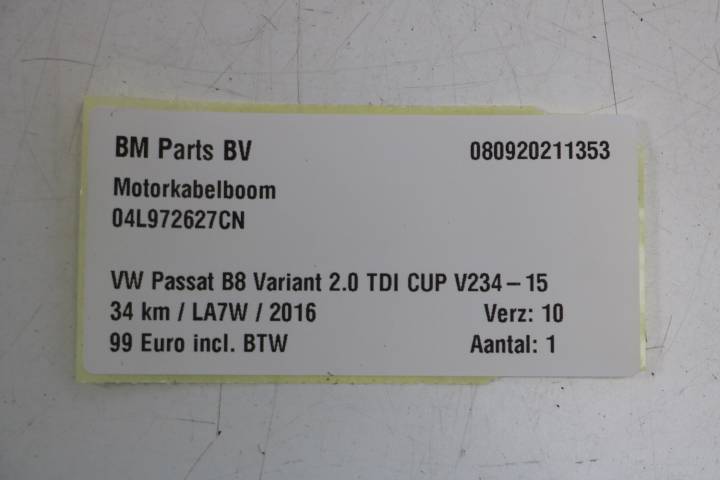 BM Parts BV 080920211353
Motorkabelboom
04L972627CN
VW Passat B8 Variant 2.0 TDI CUP V234-15
34 km / LA7W / 2016 Verz: 10
99 Euro incl. BTW Aantal: 1